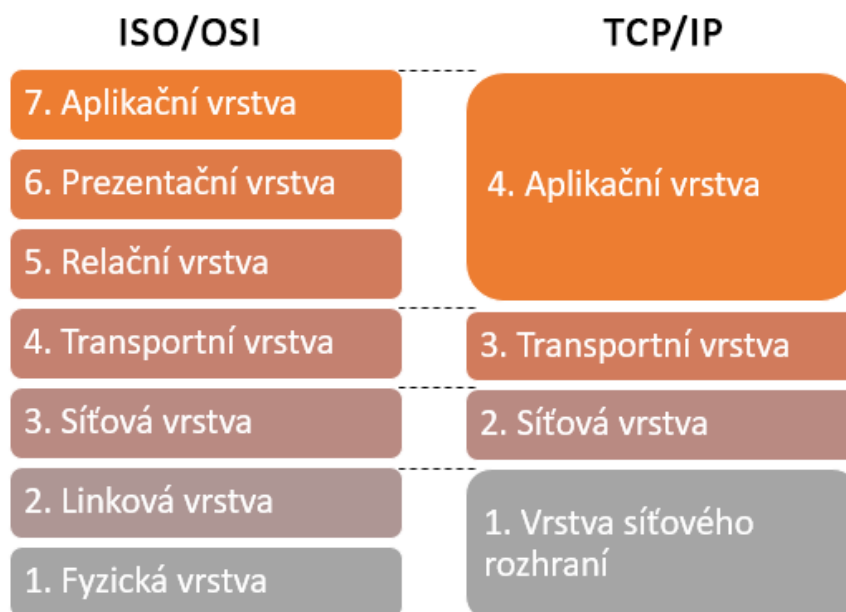 ISO/OSI
7. Aplikační vrstva
6. Prezentační vrstva
5. Relační vrstva
4. Transportní vrstva
3. Síťová vrstva
2. Linková vrstva
1. Fyzická vrstva
TCP/IP
4. Aplikační vrstva
3. Transportní vrstva
2. Síťová vrstva
1. Vrstva síťového
rozhraní